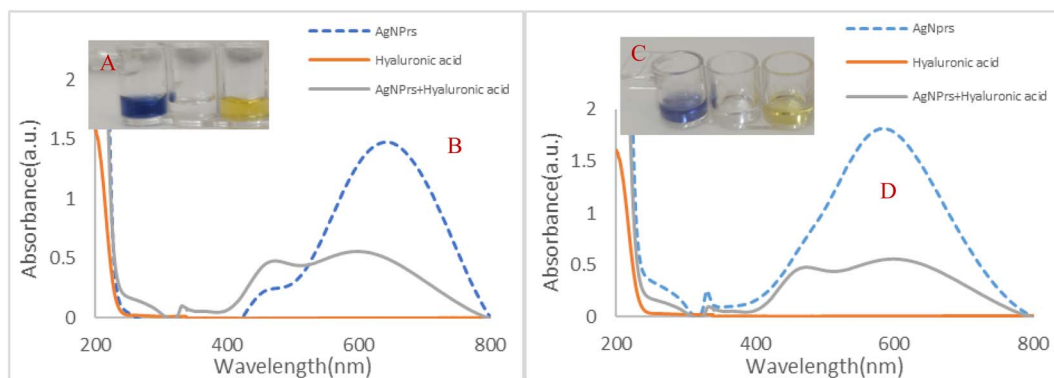 A
AgNPrs
Hyaluronic acid
AgNPrs+Hyaluronic acid
B
2
1.5
1
0.5
0
Absorbance(a.u.)
200
400
600
800
Wavelength(nm)
C
AgNprs
Hyaluronic acid
AgNPrs+Hyaluronic acid
D
2
1.5
1
0.5
0
Absorbance(a.u.)
200
400
600
800
Wavelength(nm)